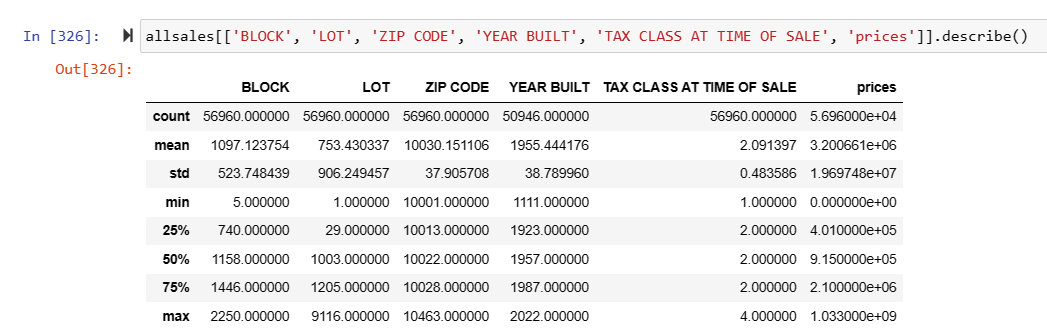 In [326]: allsales[['BLOCK', 'LOT', 'ZIP CODE', 'YEAR BUILT', 'TAX CLASS AT TIME OF SALE', 'prices']].describe()
Out[326]:
BLOCK LOT ZIP CODE YEAR BUILT TAX CLASS AT TIME OF SALE prices
count 56960.000000 56960.000000 56960.000000 50946.000000 56960.000000 5.696000e+04
mean 1097.123754 753.430337 10030.151106 1955.444176 2.091397 3.200661e+06
std 523.748439 906.249457 37.905708 38.789960 0.483586 1.969748e+07
min 5.000000 1.000000 10001.000000 1111.000000 1.000000 0.000000e+00
25% 740.000000 29.000000 10013.000000 1923.000000 2.000000 4.010000e+05
50% 1158.000000 1003.000000 10022.000000 1957.000000 2.000000 9.150000e+05
75% 1446.000000 1205.000000 10028.000000 1987.000000 2.000000 2.100000e+06
max 2250.000000 9116.000000 10463.000000 2022.000000 4.000000 1.033000e+09